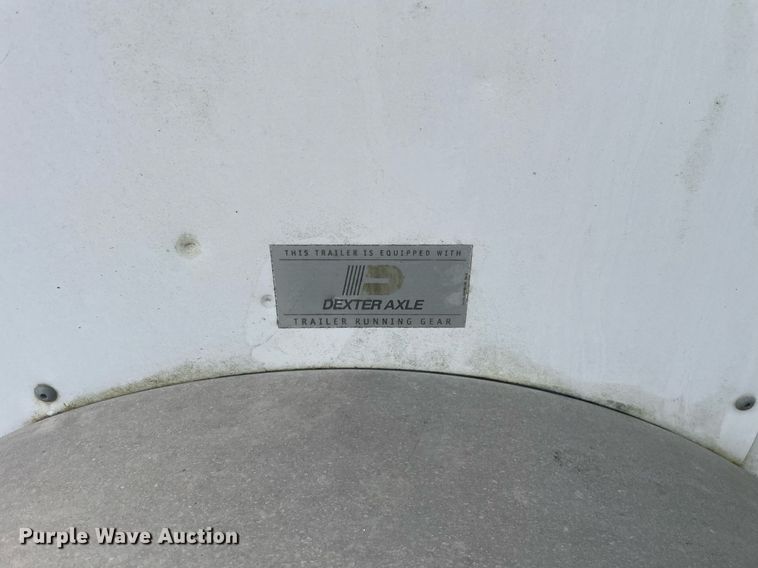 THIS TRAILER IS EQUIPPED WITH
DEXTER AXLE
TRAILER RUNNING GEAR
Purple Wave Auction